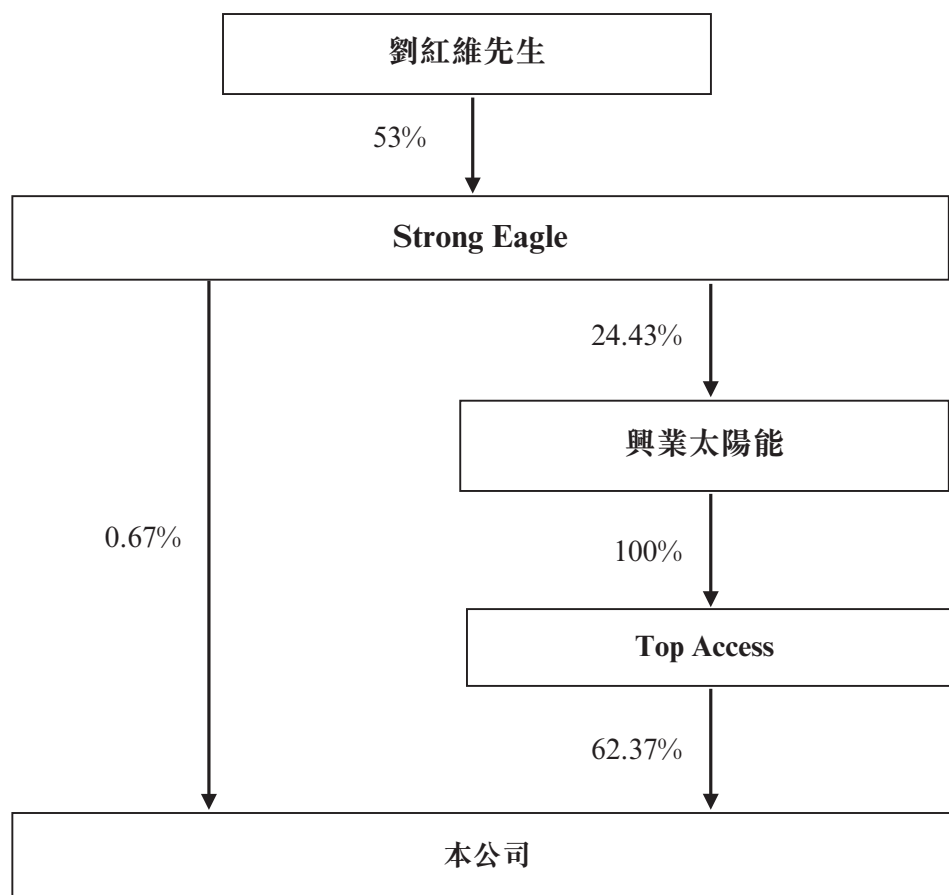 劉紅維先生
53%
Strong Eagle
24.43%
興業太陽能
0.67%
100%
Top Access
62.37%
本公司